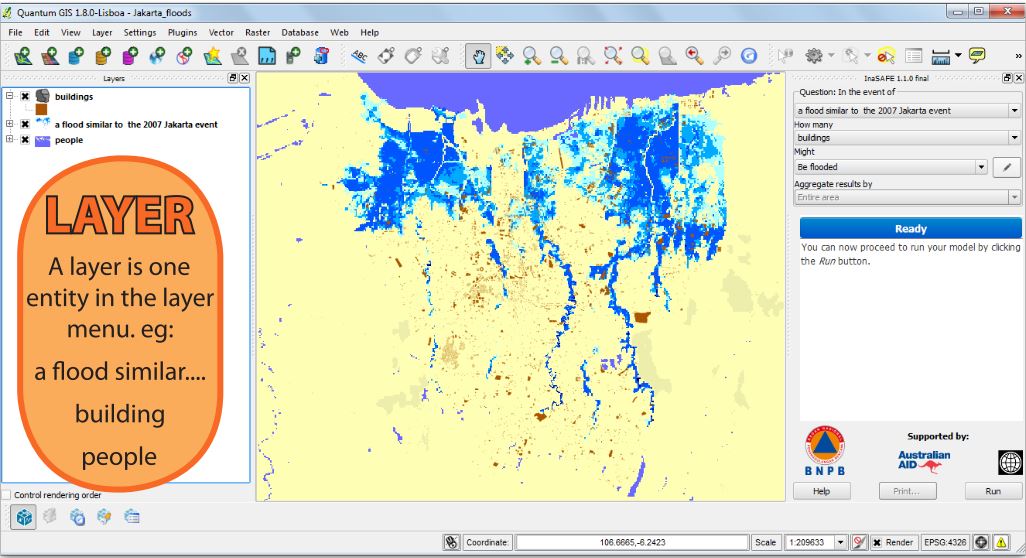 Quantum GIS 1.8.0-Lisboa - Jakarta_floods
File Edit View Layer Settings Plugins Vector Raster Database Web Help
ABC
»
Layers
buildings
a flood similar to the 2007 Jakarta event
people
LAYER
A layer is one
entity in the layer
menu. eg:
a flood similar....
building
people
Control rendering order
InaSAFE 1.1.0 final
Question: In the event of
a flood similar to the 2007 Jakarta event
How many
buildings
Might
Be flooded
Aggregate results by
Entire area
Ready
You can now proceed to run your model by clicking
the Run button.
BNPB
Supported by:
Australian
AID
Help Print... Run
Coordinate: 106.6665,-6.2423 Scale 1:209633 Render EPSG:4326